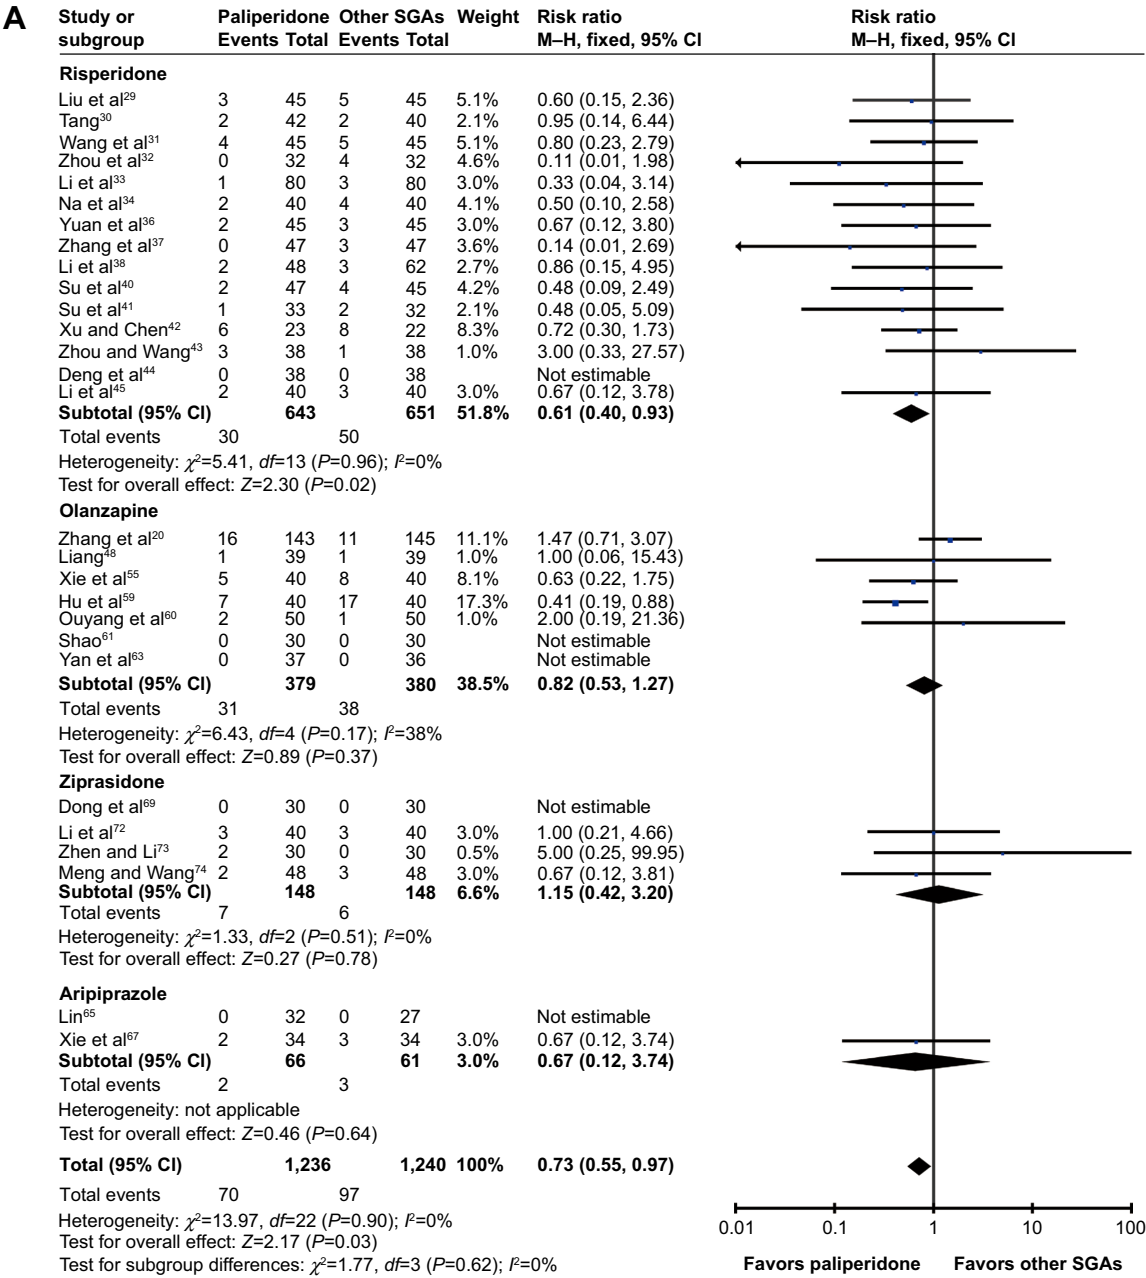 A
Study or subgroup Paliperidone Other SGAs Weight Risk ratio Risk ratio
Events Total Events Total M–H, fixed, 95% CI M–H, fixed, 95% CI
Risperidone
Liu et al29 3 45 5 45 5.1% 0.60 (0.15, 2.36)
Tang30 2 42 2 40 2.1% 0.95 (0.14, 6.44)
Wang et al31 4 45 5 45 5.1% 0.80 (0.23, 2.79)
Zhou et al32 0 32 4 32 4.6% 0.11 (0.01, 1.98)
Li et al33 1 80 3 80 3.0% 0.33 (0.04, 3.14)
Na et al34 2 40 4 40 4.1% 0.50 (0.10, 2.58)
Yuan et al36 2 45 3 45 3.0% 0.67 (0.12, 3.80)
Zhang et al37 0 47 3 47 3.6% 0.14 (0.01, 2.69)
Li et al38 2 48 3 62 2.7% 0.86 (0.15, 4.95)
Su et al40 2 47 4 45 4.2% 0.48 (0.09, 2.49)
Su et al41 1 33 2 32 2.1% 0.48 (0.05, 5.09)
Xu and Chen42 6 23 8 22 8.3% 0.72 (0.30, 1.73)
Zhou and Wang43 3 38 1 38 1.0% 3.00 (0.33, 27.57)
Deng et al44 0 38 0 38 Not estimable
Li et al45 2 40 3 40 3.0% 0.67 (0.12, 3.78)
Subtotal (95% CI) 643 651 51.8% 0.61 (0.40, 0.93)
Total events 30 50
Heterogeneity: χ2=5.41, df=13 (P=0.96); I2=0%
Test for overall effect: Z=2.30 (P=0.02)
Olanzapine
Zhang et al20 16 143 11 145 11.1% 1.47 (0.71, 3.07)
Liang48 1 39 1 39 1.0% 1.00 (0.06, 15.43)
Xie et al55 5 40 8 40 8.1% 0.63 (0.22, 1.75)
Hu et al59 7 40 17 40 17.3% 0.41 (0.19, 0.88)
Ouyang et al60 2 50 1 50 1.0% 2.00 (0.19, 21.36)
Shao61 0 30 0 30 Not estimable
Yan et al63 0 37 0 36 Not estimable
Subtotal (95% CI) 379 380 38.5% 0.82 (0.53, 1.27)
Total events 31 38
Heterogeneity: χ2=6.43, df=4 (P=0.17); I2=38%
Test for overall effect: Z=0.89 (P=0.37)
Ziprasidone
Dong et al69 0 30 0 30 Not estimable
Li et al72 3 40 3 40 3.0% 1.00 (0.21, 4.66)
Zhen and Li73 2 30 0 30 0.5% 5.00 (0.25, 99.95)
Meng and Wang74 2 48 3 48 3.0% 0.67 (0.12, 3.81)
Subtotal (95% CI) 148 148 6.6% 1.15 (0.42, 3.20)
Total events 7 6
Heterogeneity: χ2=1.33, df=2 (P=0.51); I2=0%
Test for overall effect: Z=0.27 (P=0.78)
Aripiprazole
Lin65 0 32 0 27 Not estimable
Xie et al67 2 34 3 34 3.0% 0.67 (0.12, 3.74)
Subtotal (95% CI) 66 61 3.0% 0.67 (0.12, 3.74)
Total events 2 3
Heterogeneity: not applicable
Test for overall effect: Z=0.46 (P=0.64)
Total (95% CI) 1,236 1,240 100% 0.73 (0.55, 0.97)
Total events 70 97
Heterogeneity: χ2=13.97, df=22 (P=0.90); I2=0%
Test for overall effect: Z=2.17 (P=0.03)
Test for subgroup differences: χ2=1.77, df=3 (P=0.62); I2=0%
0.01 0.1 1 10 100
Favors paliperidone Favors other SGAs